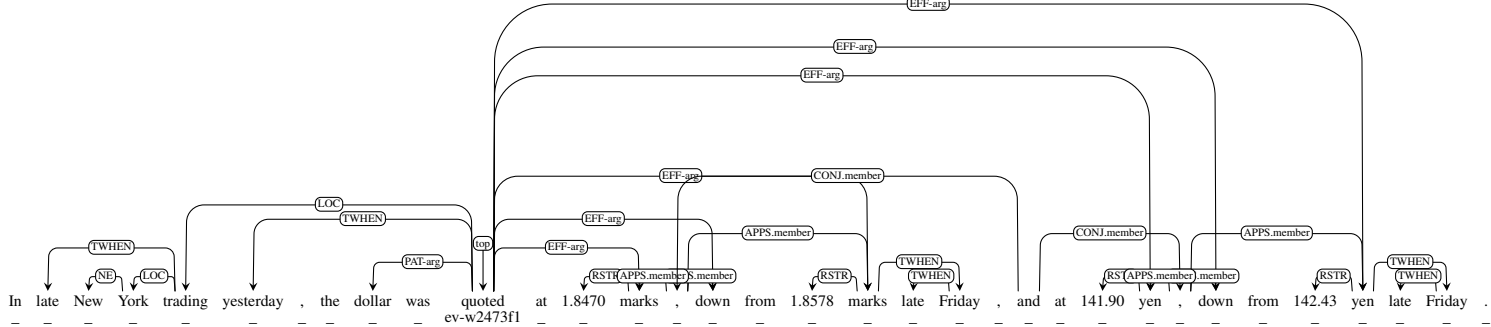 EFF-arg
EFF-arg
EFF-arg
EFF-arg CONJ.member
LOC
TWHEN EFF-arg
APPS.member CONJ.member APPS.member
TWHEN top EFF-arg
PAT-arg TWHEN TWHEN
NE LOC RSTR APPS.member S.member RSTR TWHEN RST APPS.member .member RSTR TWHEN
In late New York trading yesterday , the dollar was quoted at 1.8470 marks , down from 1.8578 marks late Friday , and at 141.90 yen , down from 142.43 yen late Friday .
_ _ _ _ _ _ _ _ _ _ ev-w2473f1 _ _ _ _ _ _ _ _ _ _ _ _ _ _ _ _ _ _ _ _ _ _ _